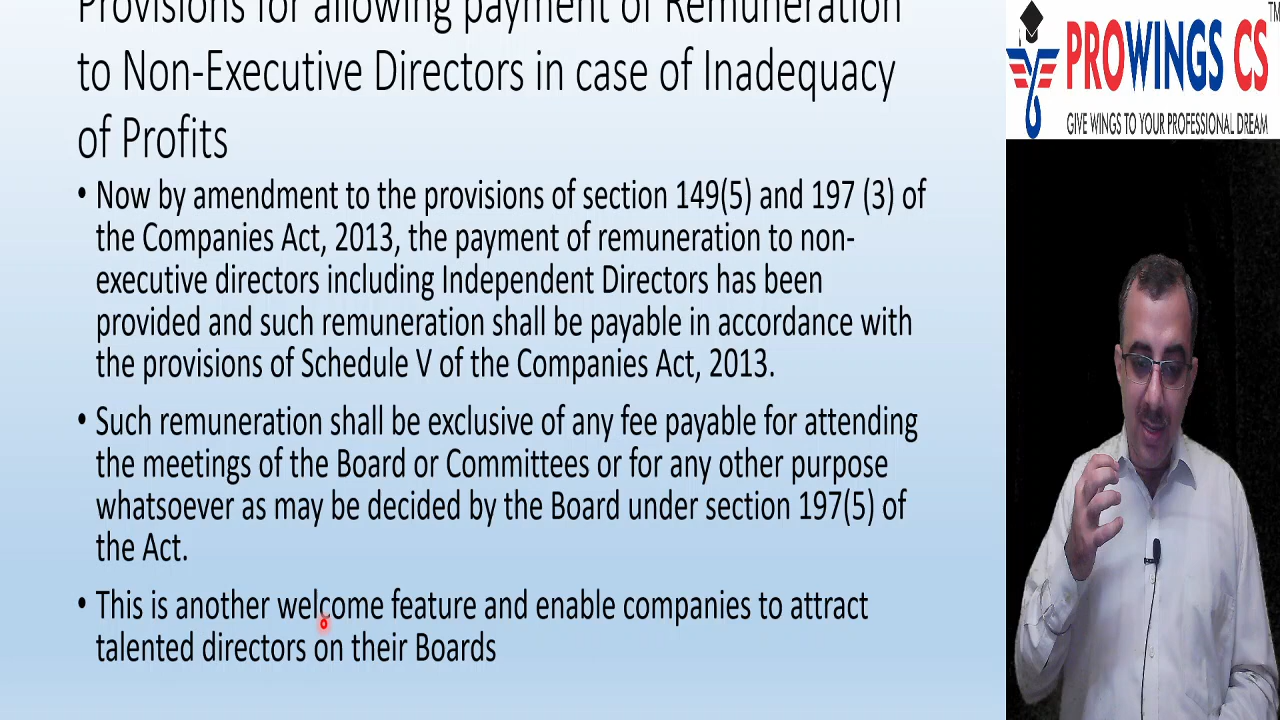 Provisions for allowing payment of Remuneration
to Non-Executive Directors in case of Inadequacy
of Profits
• Now by amendment to the provisions of section 149(5) and 197 (3) of
the Companies Act, 2013, the payment of remuneration to non-
executive directors including Independent Directors has been
provided and such remuneration shall be payable in accordance with
the provisions of Schedule V of the Companies Act, 2013.
• Such remuneration shall be exclusive of any fee payable for attending
the meetings of the Board or Committees or for any other purpose
whatsoever as may be decided by the Board under section 197(5) of
the Act.
• This is another welcome feature and enable companies to attract
talented directors on their Boards
TM
PROWINGS CS
GIVE WINGS TO YOUR PROFESSIONAL DREAM